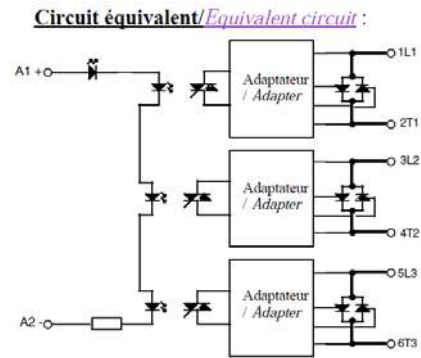 Circuit équivalent/Equivalent circuit :
A1 +
1L1
Adaptateur
/ Adapter
2T1
3L2
Adaptateur
/ Adapter
4T2
5L3
Adaptateur
/ Adapter
A2 -
6T3